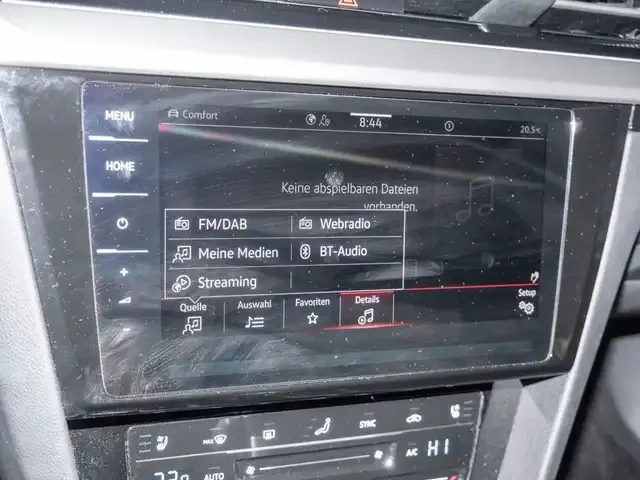 MENU
HOME
+
Comfort
8:44
20.5°C
Keine abspielbaren Dateien
vorhanden.
FM/DAB
Webradio
Meine Medien
BT-Audio
Streaming
Quelle
Auswahl
Favoriten
Details
Setup
MAX
SYNC
A/C
HI
AUTO